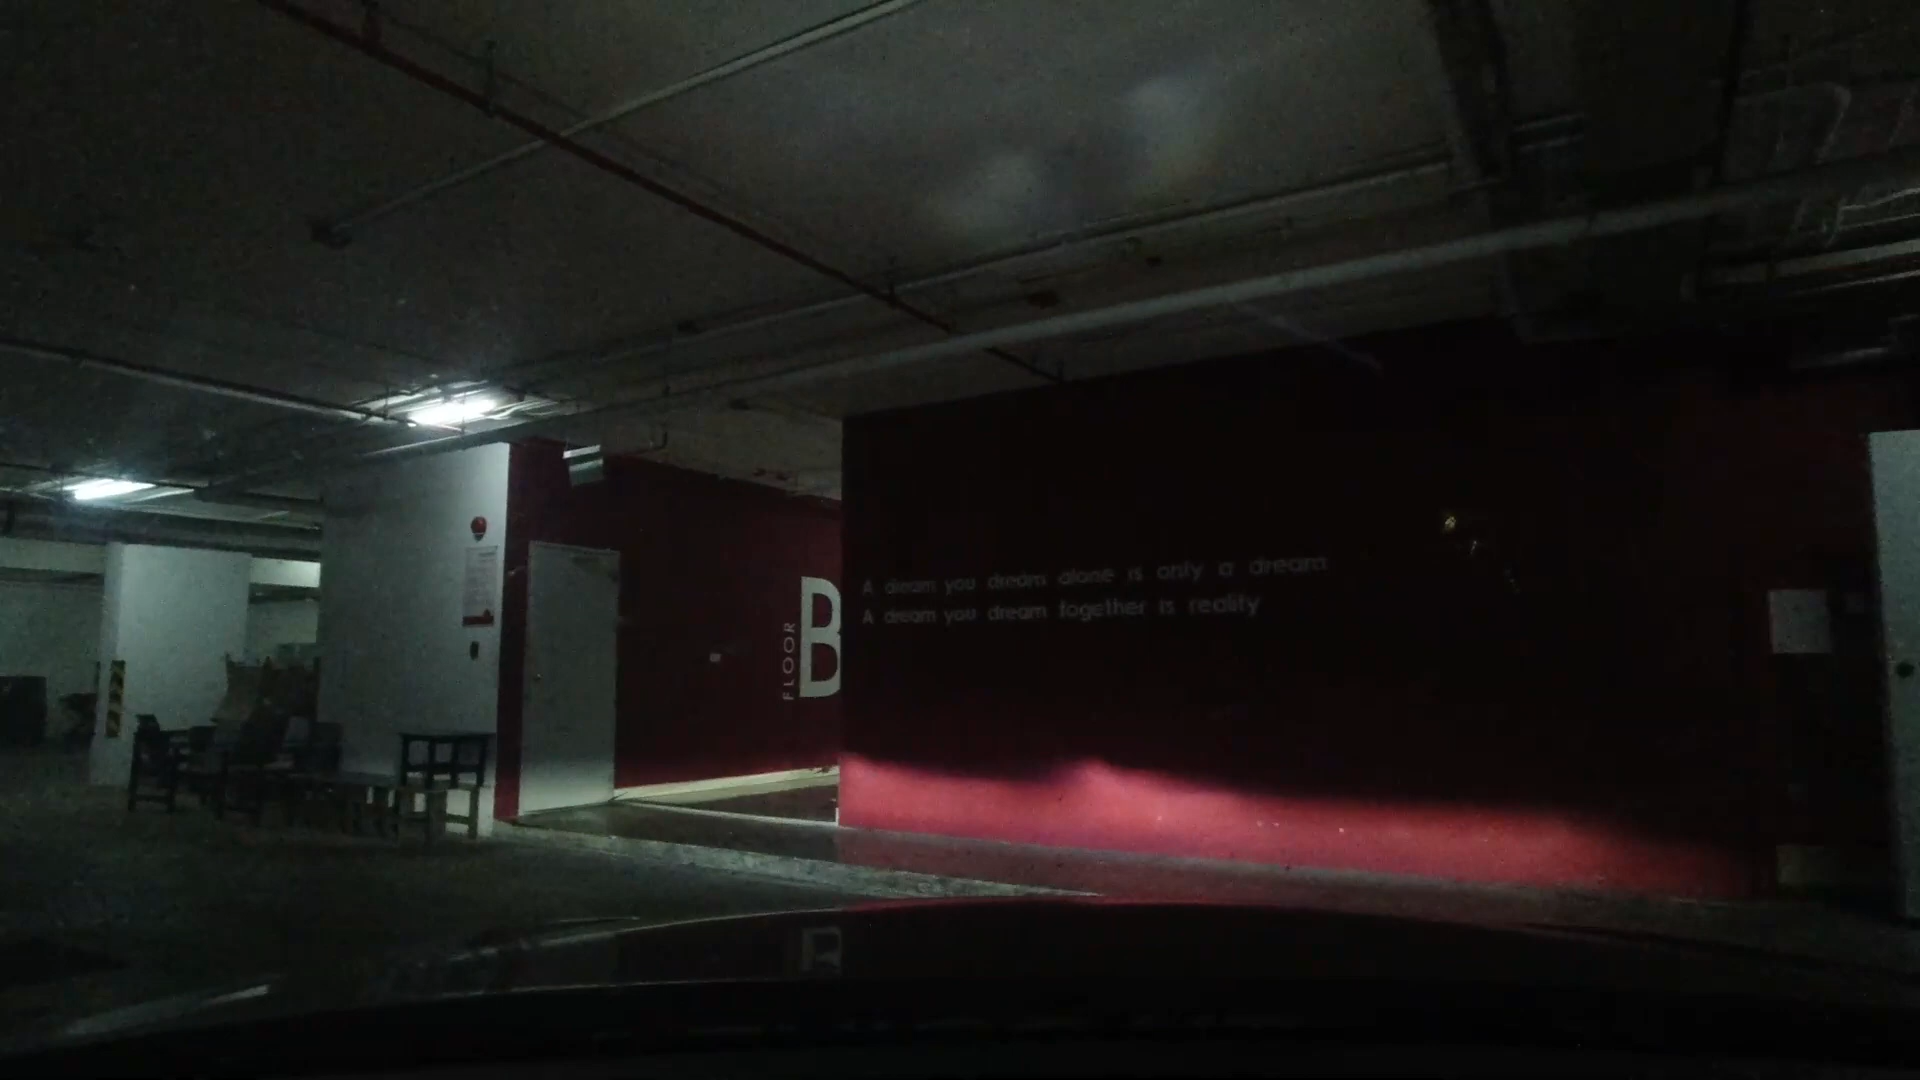 FLOOR
B
A dream you dream alone is only a dream
A dream you dream together is reality